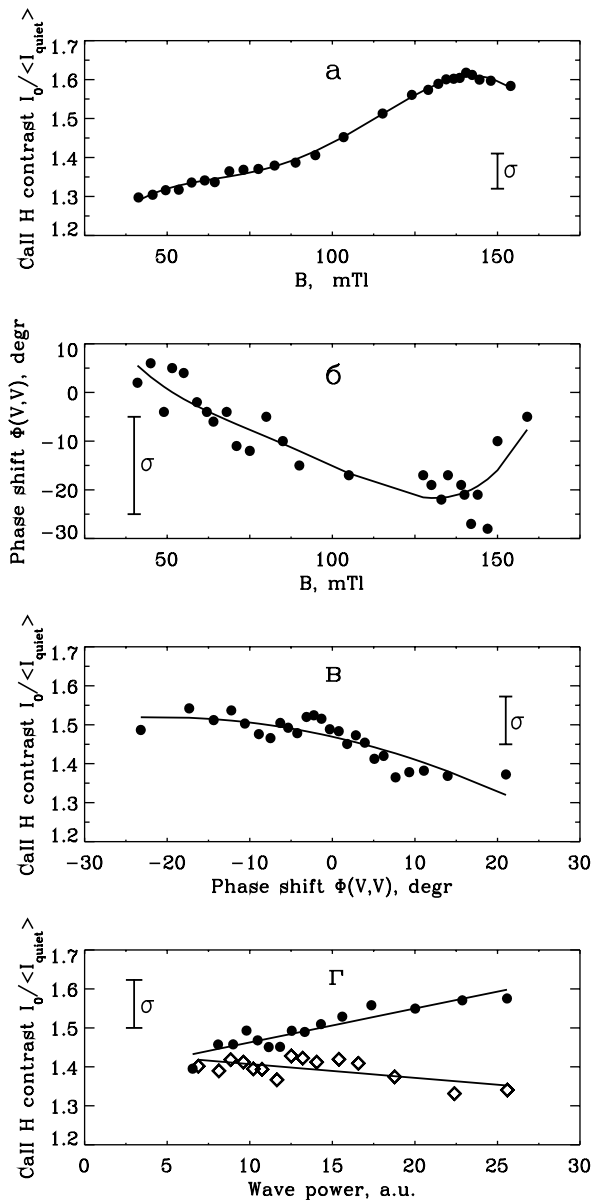 CaII H contrast I₀/<I_quiet>
1.7
1.6
1.5
1.4
1.3
1.2
а
σ
50 100 150
B, mTl
Phase shift Φ(V,V), degr
10
0
−10
−20
−30
б
σ
50 100 150
B, mTl
CaII H contrast I₀/<I_quiet>
1.7
1.6
1.5
1.4
1.3
1.2
в
σ
−30 −20 −10 0 10 20 30
Phase shift Φ(V,V), degr
CaII H contrast I₀/<I_quiet>
1.7
1.6
1.5
1.4
1.3
1.2
г
σ
0 5 10 15 20 25 30
Wave power, a.u.